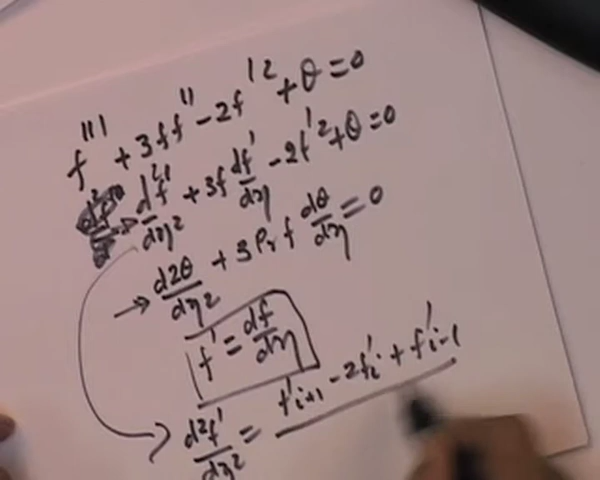 f''' + 3ff'' - 2f'² + θ = 0
d²f'/dη² + 3f df'/dη - 2f'² + θ = 0
→ d2θ/dη² + 3Pr f dθ/dη = 0
f' = df/dη
d²f'/dη² = f'i+1 - 2f'i + f'i-1